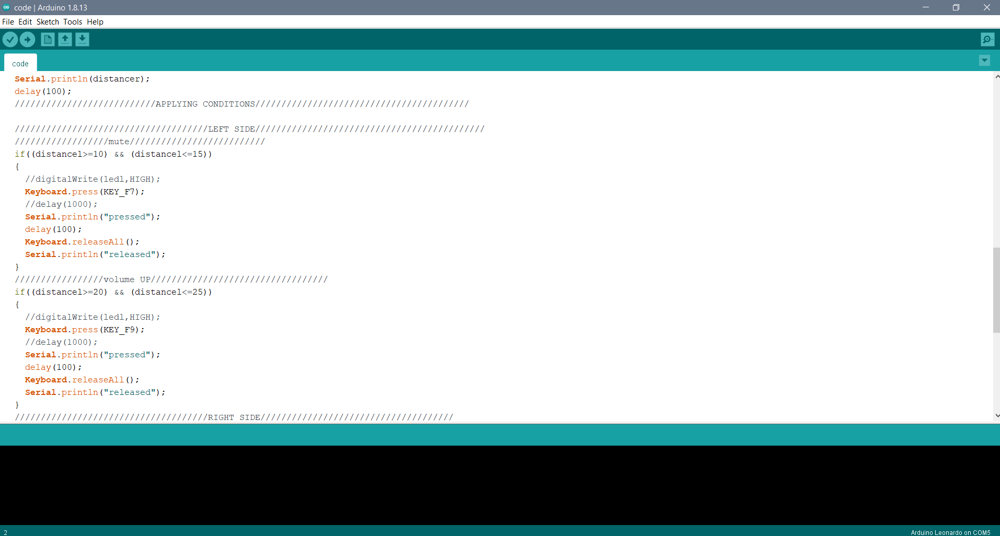 code | Arduino 1.8.13
File Edit Sketch Tools Help
code
Serial.println(distancer);
delay(100);
///////////////////////////APPLYING CONDITIONS/////////////////////////////////////////

/////////////////////////////////////LEFT SIDE////////////////////////////////////////////
//////////////////mute//////////////////////////
if((distancel>=10) && (distancel<=15))
{
//digitalWrite(ledl,HIGH);
Keyboard.press(KEY_F7);
//delay(1000);
Serial.println("pressed");
delay(100);
Keyboard.releaseAll();
Serial.println("released");
}
/////////////////volume UP//////////////////////////////////
if((distancel>=20) && (distancel<=25))
{
//digitalWrite(ledl,HIGH);
Keyboard.press(KEY_F9);
//delay(1000);
Serial.println("pressed");
delay(100);
Keyboard.releaseAll();
Serial.println("released");
}
/////////////////////////////////////RIGHT SIDE/////////////////////////////////////
2
Arduino Leonardo on COM5